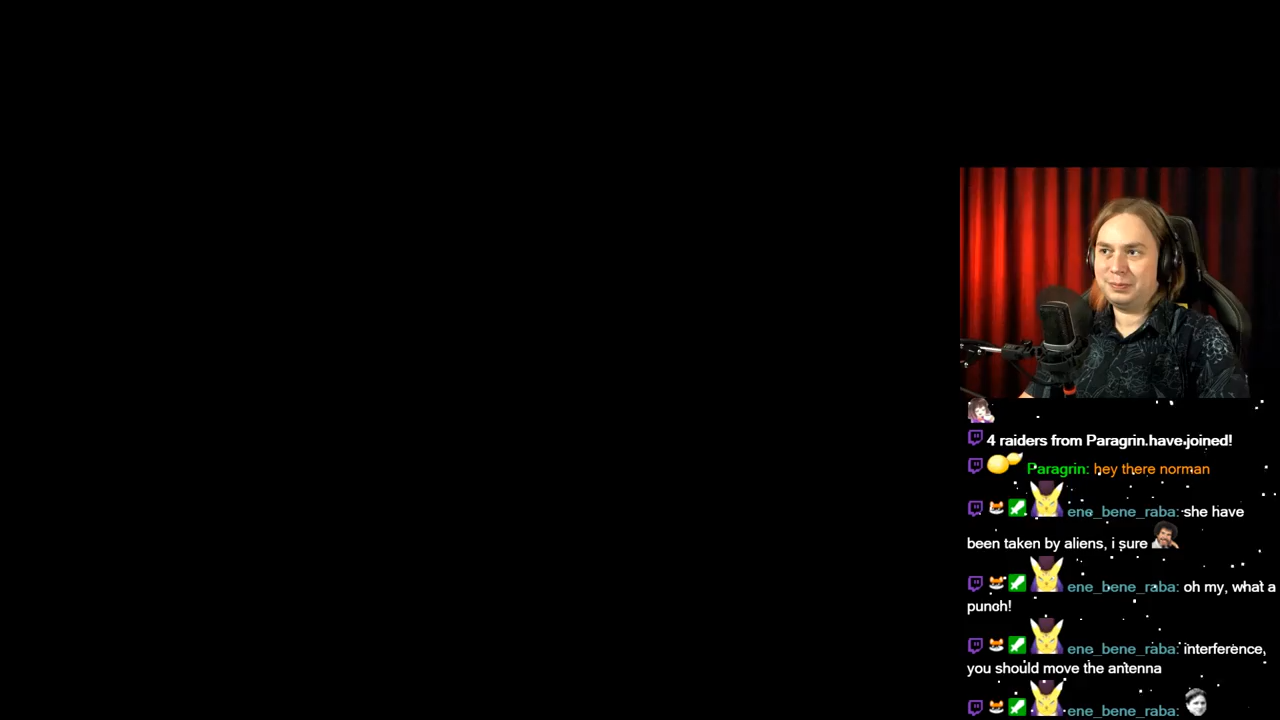 4 raiders from Paragrin have joined!
Paragrin: hey there norman
ene_bene_raba: she have
been taken by aliens, i sure
ene_bene_raba: oh my, what a
punch!
ene_bene_raba: interference,
you should move the antenna
ene_bene_raba: